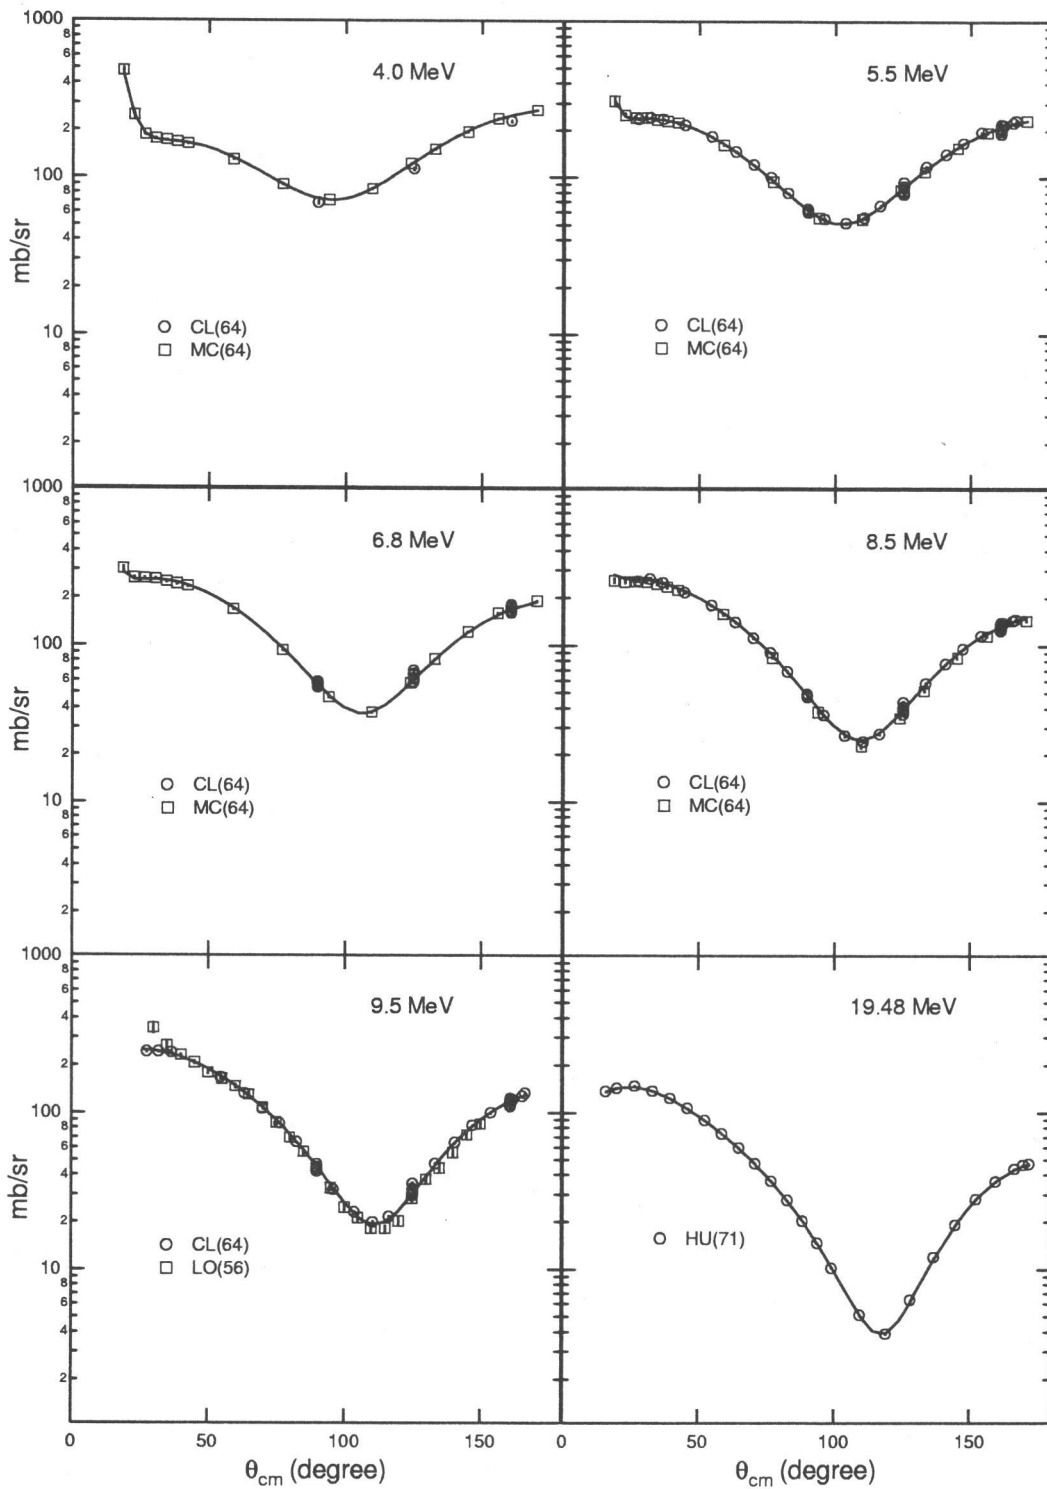 1000
8
6
4
2
100
8
6
4
2
10
8
6
4
2
mb/sr
4.0 MeV
CL(64)
MC(64)
5.5 MeV
CL(64)
MC(64)
1000
8
6
4
2
100
8
6
4
2
10
8
6
4
2
mb/sr
6.8 MeV
CL(64)
MC(64)
8.5 MeV
CL(64)
MC(64)
1000
8
6
4
2
100
8
6
4
2
10
8
6
4
2
mb/sr
9.5 MeV
CL(64)
LO(56)
19.48 MeV
HU(71)
0 50 100 150 0 50 100 150
θcm (degree) θcm (degree)